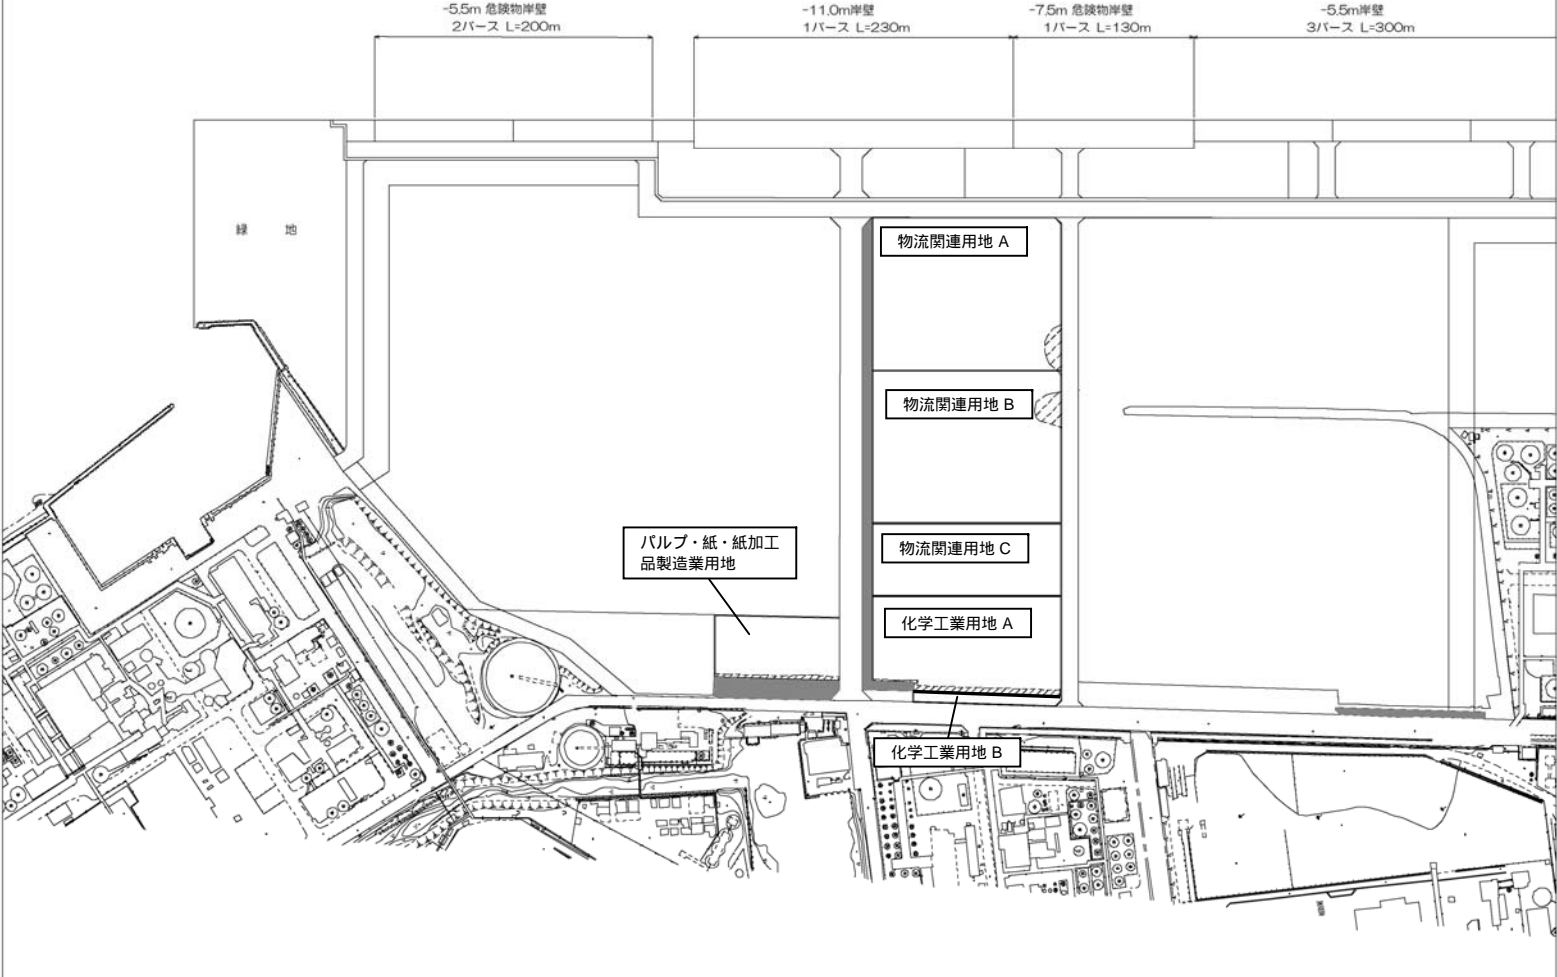 -5.5m 危険物岸壁
2バース L=200m
-11.0m岸壁
1バース L=230m
-7.5m 危険物岸壁
1バース L=130m
-5.5m岸壁
3バース L=300m
緑 地
物流関連用地 A
物流関連用地 B
パルプ・紙・紙加工
品製造業用地
物流関連用地 C
化学工業用地 A
化学工業用地 B